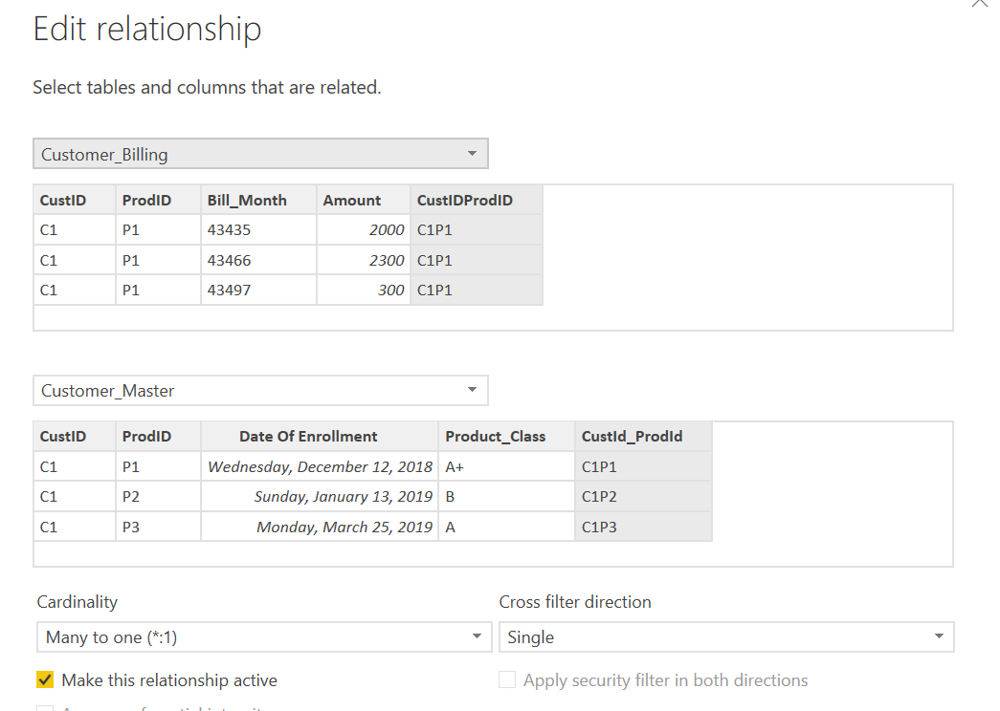 Edit relationship
Select tables and columns that are related.
Customer_Billing
CustID ProdID Bill_Month Amount CustIDProdID
C1 P1 43435 2000 C1P1
C1 P1 43466 2300 C1P1
C1 P1 43497 300 C1P1
Customer_Master
CustID ProdID Date Of Enrollment Product_Class CustId_ProdId
C1 P1 Wednesday, December 12, 2018 A+ C1P1
C1 P2 Sunday, January 13, 2019 B C1P2
C1 P3 Monday, March 25, 2019 A C1P3
Cardinality Cross filter direction
Many to one (*:1) Single
Make this relationship active Apply security filter in both directions